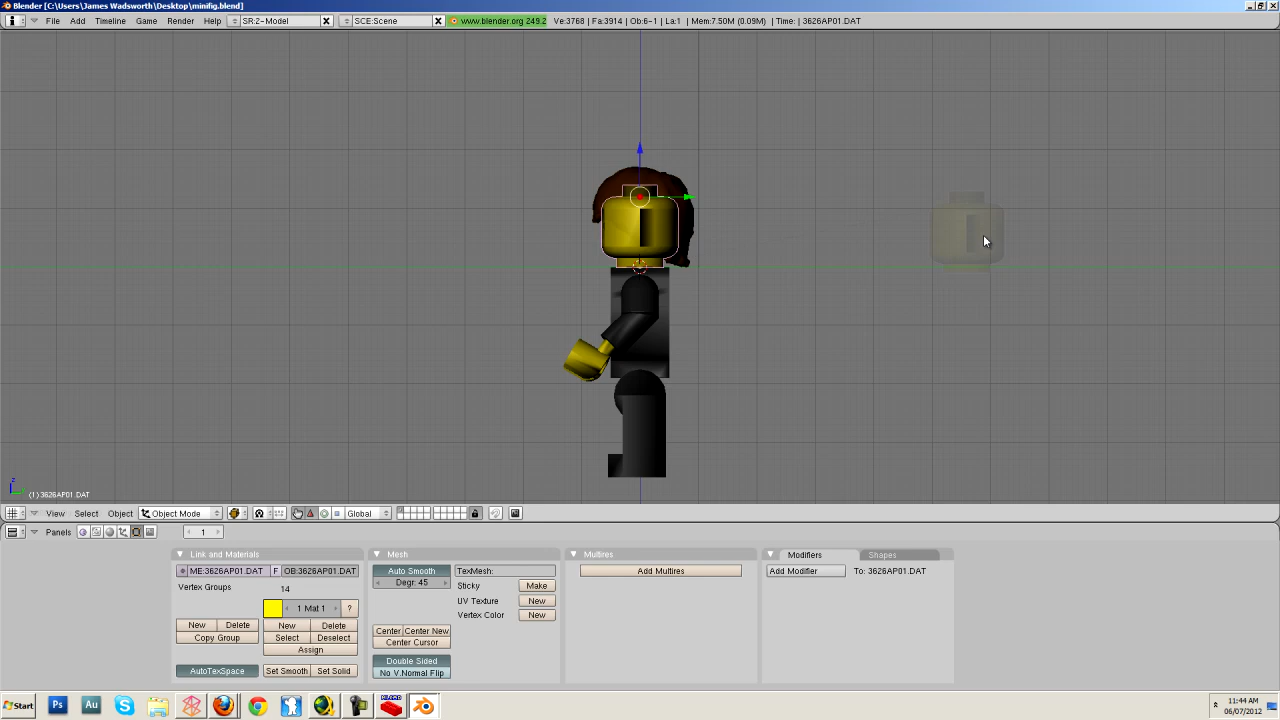 Blender [C:\Users\James Wadsworth\Desktop\minifig.blend]
File Add Timeline Game Render Help SR:2-Model SCE:Scene www.blender.org 249.2 Ve:3768 | Fa:3914 | Ob:6-1 | La:1 | Mem:7.50M (0.09M) | Time: | 3626AP01.DAT
z
y
(1) 3626AP01.DAT
View Select Object Object Mode Global
Panels 1
Link and Materials Mesh Multires Modifiers Shapes
ME:3626AP01.DAT F OB:3626AP01.DAT Auto Smooth TexMesh: Add Multires Add Modifier To: 3626AP01.DAT
Vertex Groups 14 Degr: 45 Sticky Make
1 Mat 1 ? UV Texture New
Vertex Color New
New Delete New Delete Center Center New
Copy Group Select Deselect Center Cursor
Assign
Double Sided
AutoTexSpace Set Smooth Set Solid No V.Normal Flip
Start Ps Au 11:44 AM
06/07/2012